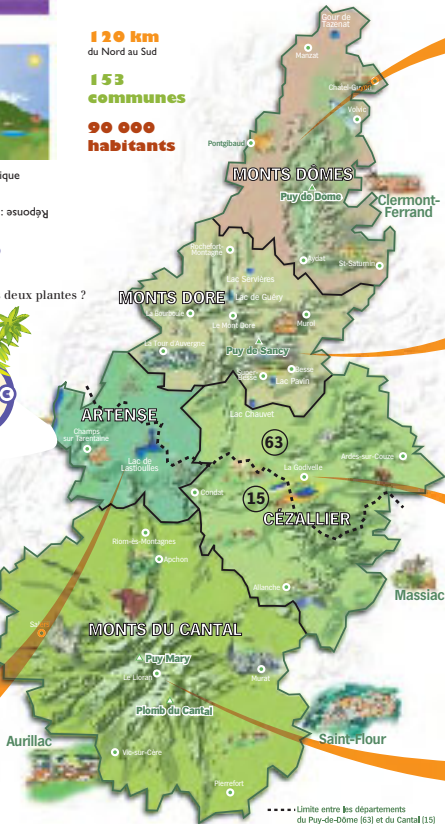 120 km
du Nord au Sud
153
communes
90 000
habitants
ique
Réponse :
s deux plantes ?
Gour de
Tazenat
Manzat
Chatel-Guyon
Volvic
Pontgibaud
MONTS DÔMES
Puy de Dome
Clermont-
Ferrand
Rochefort-
Montagne
Aydat
St-Saturnin
Lac Servières
MONTS DORE
Lac de Guéry
La Bourboule
Le Mont Dore
Murol
La Tour d'Auvergne
Puy de Sancy
Super
Besse
Besse
Lac Pavin
ARTENSE
Lac Chauvet
Champs
sur Tarentaine
63
Ardes-sur-Couze
Lac de
Lastioulles
La Godivelle
Condat
15
CÉZALLIER
Riom-ès-Montagnes
Apchon
Allanche
Massiac
MONTS DU CANTAL
Puy Mary
Le Lioran
Murat
Plomb du Cantal
Aurillac
Saint-Flour
Vic-sur-Cère
Pierrefort
Limite entre les départements
du Puy-de-Dôme (63) et du Cantal (15)